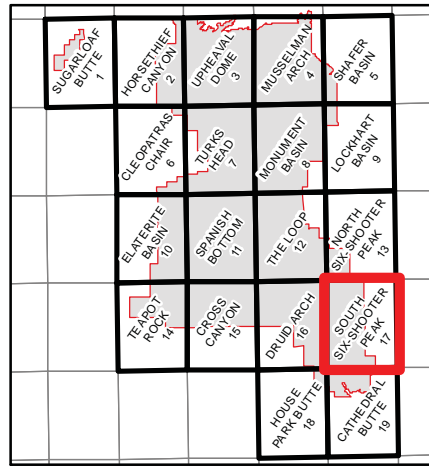 SUGARLOAF
BUTTE
1
HORSETHIEF
CANYON
2
UPHEAVAL
DOME
3
MUSSELMAN
ARCH
4
SHAFER
BASIN
5
CLEOPATRAS
CHAIR
6
TURKS
HEAD
7
MONUMENT
BASIN
8
LOCKHART
BASIN
9
ELATERITE
BASIN
10
SPANISH
BOTTOM
11
THE LOOP
12
NORTH
SIX-SHOOTER
PEAK
13
TEAPOT
ROCK
14
CROSS
CANYON
15
DRUID ARCH
16
SOUTH
SIX-SHOOTER
PEAK
17
HOUSE
PARK BUTTE
18
CATHEDRAL
BUTTE
19